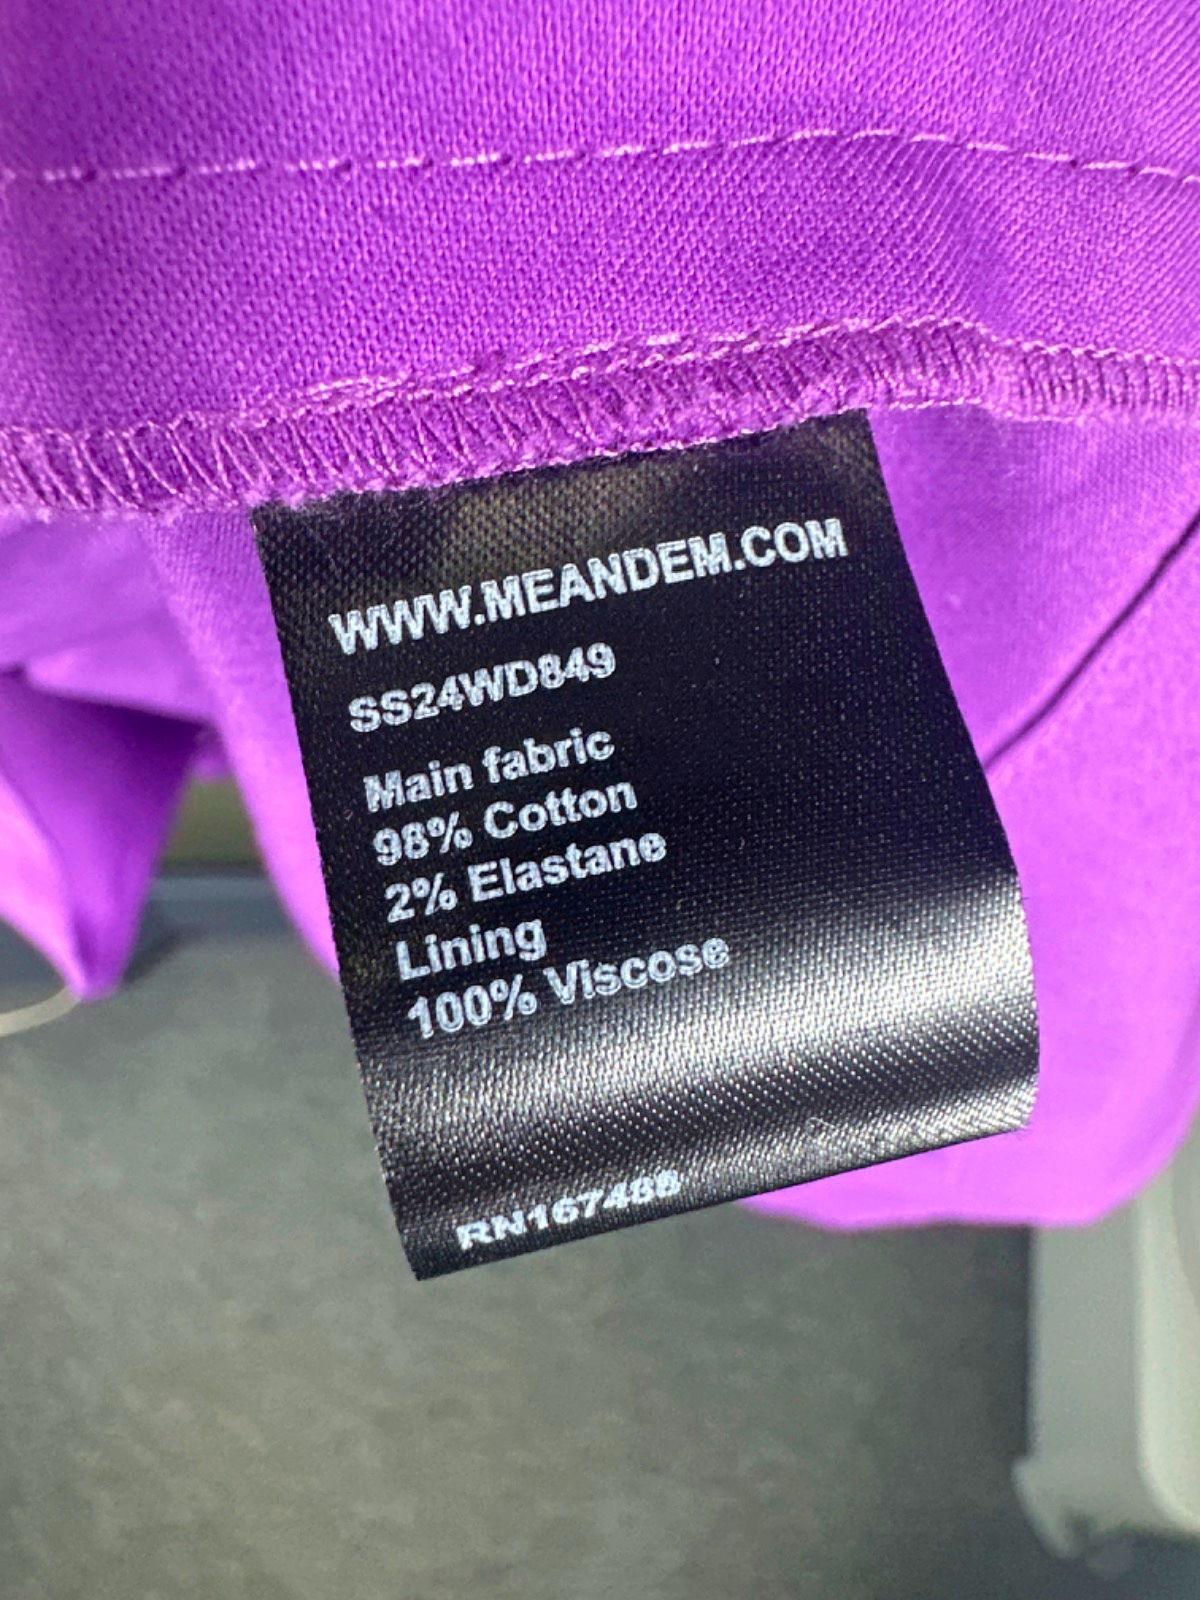 WWW.MEANDEM.COM
SS24WD849
Main fabric
98% Cotton
2% Elastane
Lining
100% Viscose
RN167488